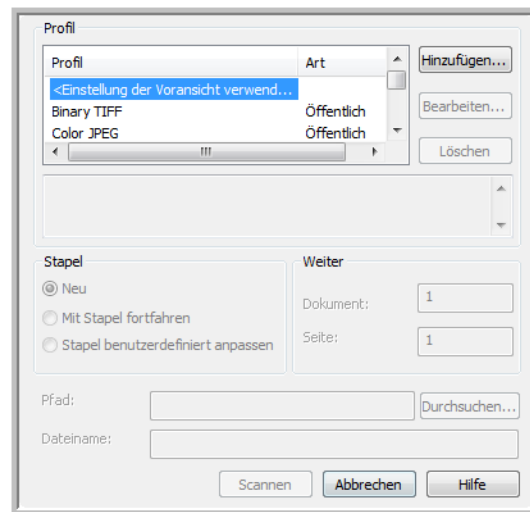 Profil
Profil Art
<Einstellung der Voransicht verwend...
Binary TIFF Öffentlich
Color JPEG Öffentlich
Hinzufügen...
Bearbeiten...
Löschen
Stapel
Neu
Mit Stapel fortfahren
Stapel benutzerdefiniert anpassen
Weiter
Dokument: 1
Seite: 1
Pfad: Durchsuchen...
Dateiname:
Scannen Abbrechen Hilfe